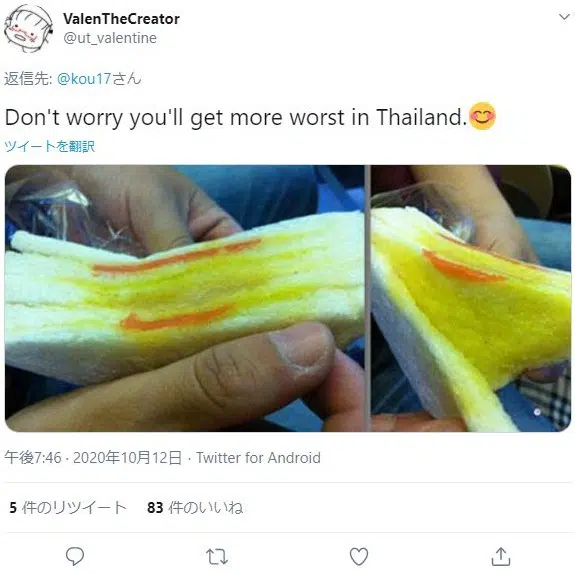 ValenTheCreator
@ut_valentine
返信先: @kou17さん
Don't worry you'll get more worst in Thailand.😊
ツイートを翻訳
午後7:46 · 2020年10月12日 · Twitter for Android
5 件のリツイート 83 件のいいね